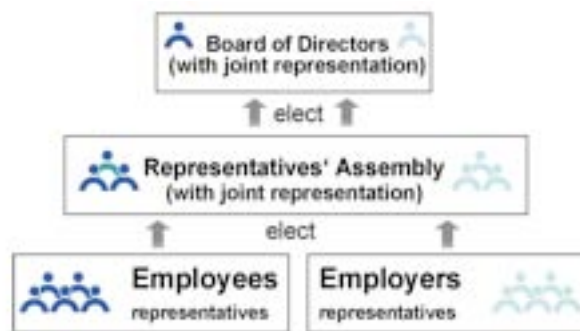 Board of Directors
(with joint representation)
elect
Representatives' Assembly
(with joint representation)
elect
Employees
representatives
Employers
representatives